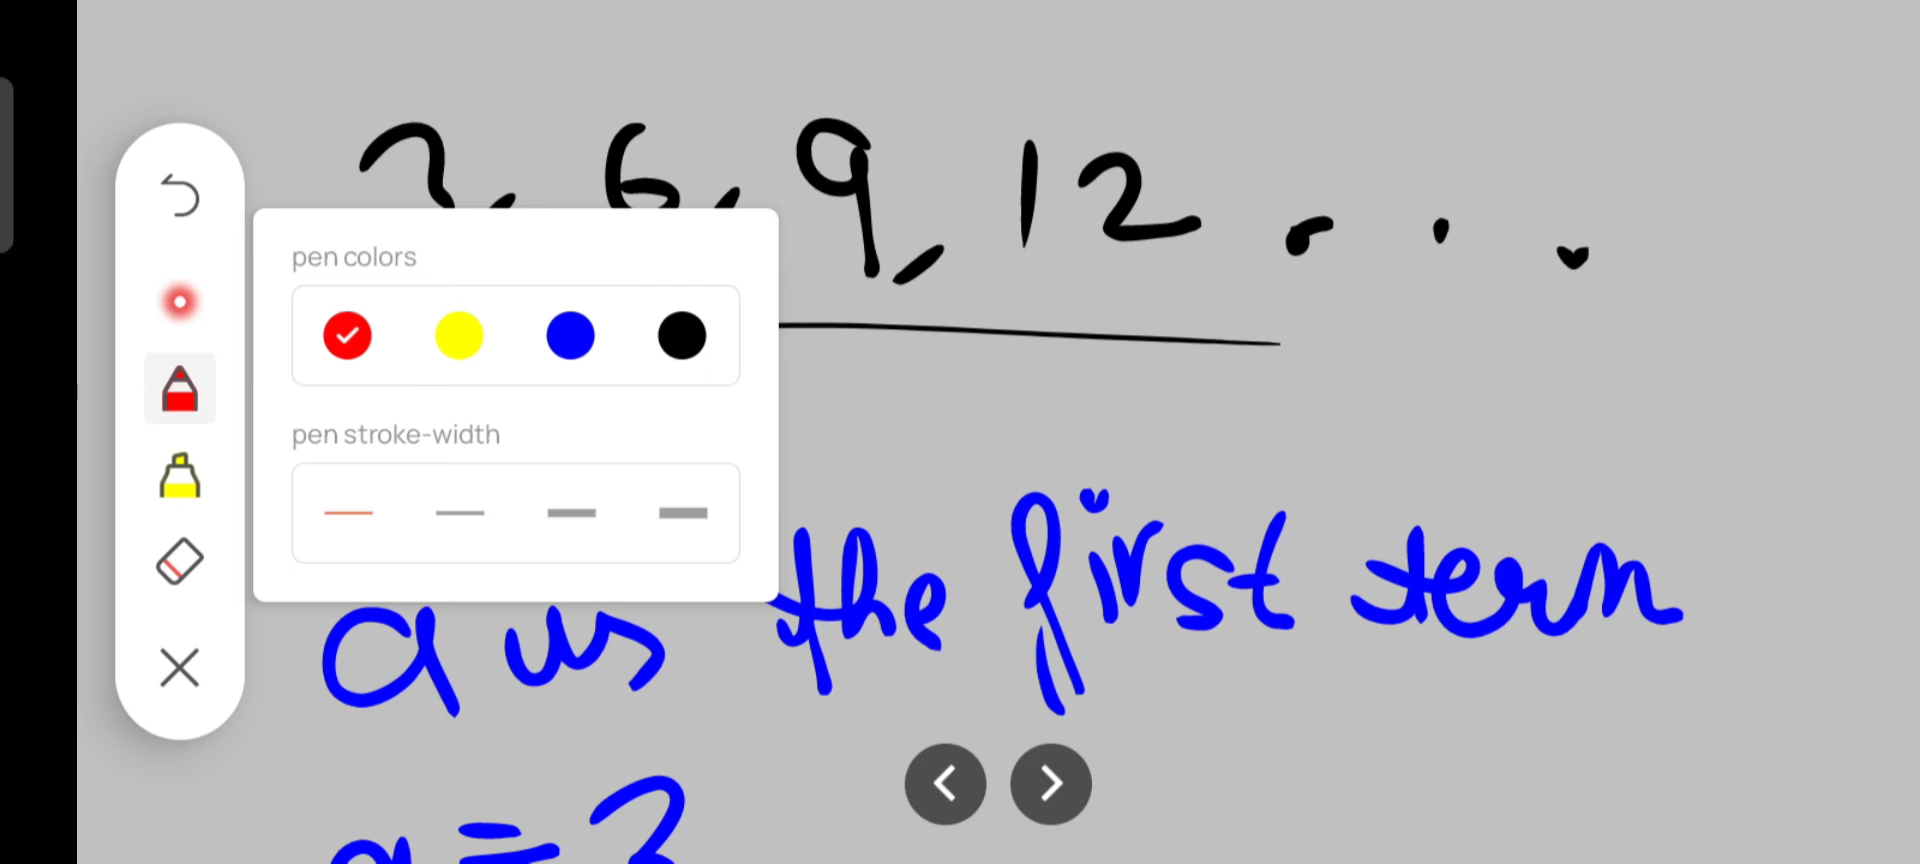 3, 6, 9, 12 . . .
pen colors
pen stroke-width
a is the first term
a = 3